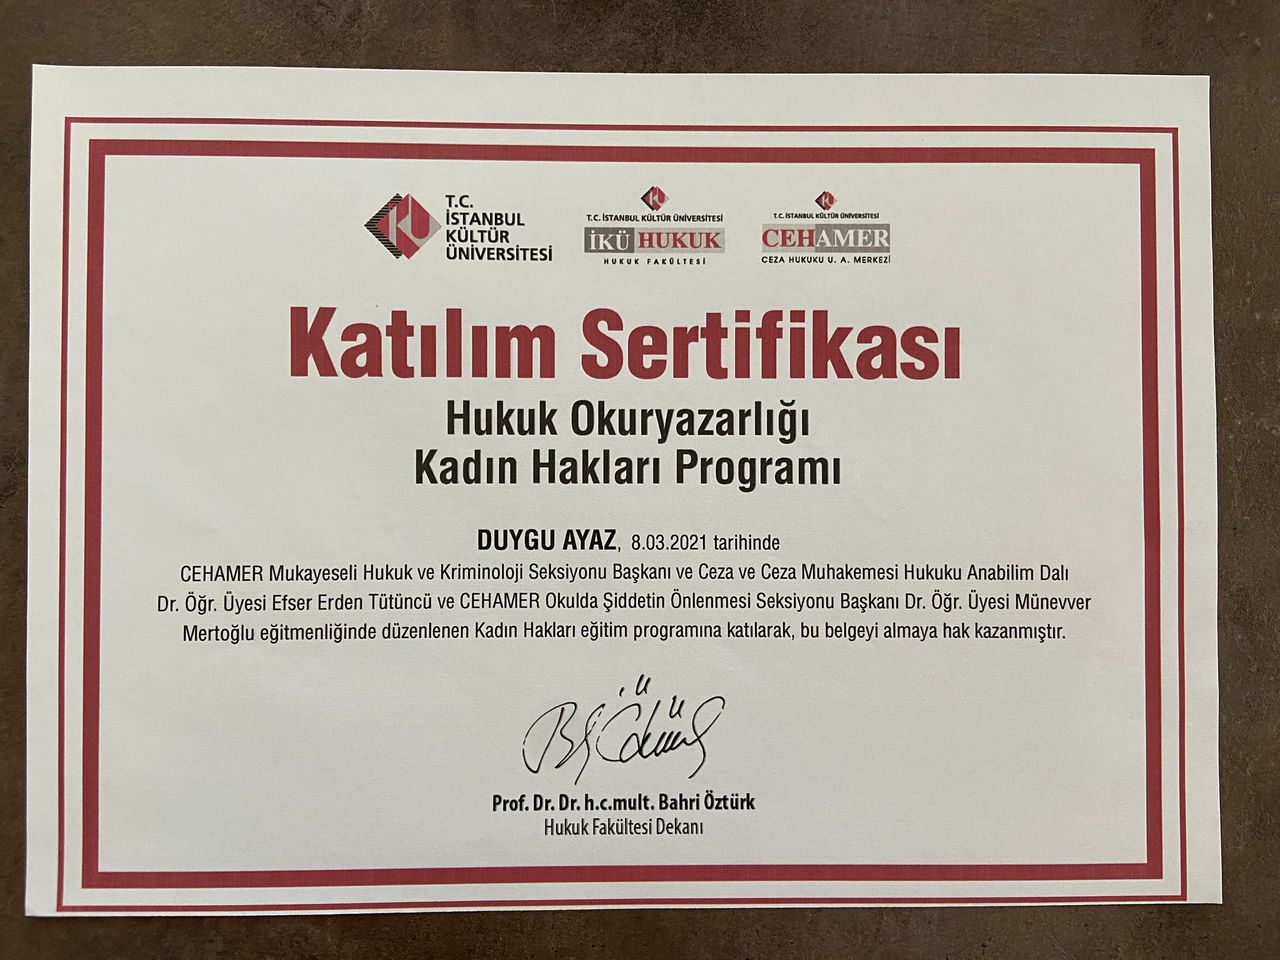 T.C.
İSTANBUL
KÜLTÜR
ÜNİVERSİTESİ
T.C. İSTANBUL KÜLTÜR ÜNİVERSİTESİ
İKÜ HUKUK
HUKUK FAKÜLTESİ
T.C. İSTANBUL KÜLTÜR ÜNİVERSİTESİ
CEHAMER
CEZA HUKUKU U. A. MERKEZİ
Katılım Sertifikası
Hukuk Okuryazarlığı
Kadın Hakları Programı
DUYGU AYAZ, 8.03.2021 tarihinde
CEHAMER Mukayeseli Hukuk ve Kriminoloji Seksiyonu Başkanı ve Ceza ve Ceza Muhakemesi Hukuku Anabilim Dalı
Dr. Öğr. Üyesi Efser Erden Tütüncü ve CEHAMER Okulda Şiddetin Önlenmesi Seksiyonu Başkanı Dr. Öğr. Üyesi Münevver
Mertoğlu eğitmenliğinde düzenlenen Kadın Hakları eğitim programına katılarak, bu belgeyi almaya hak kazanmıştır.
Prof. Dr. Dr. h.c.mult. Bahri Öztürk
Hukuk Fakültesi Dekanı